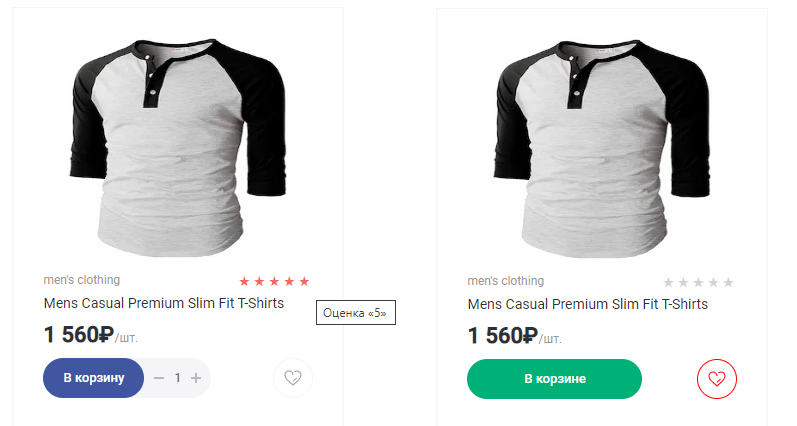 men's clothing
Mens Casual Premium Slim Fit T-Shirts
Оценка «5»
1 560₽/шт.
В корзину
1
men's clothing
Mens Casual Premium Slim Fit T-Shirts
1 560₽/шт.
В корзине